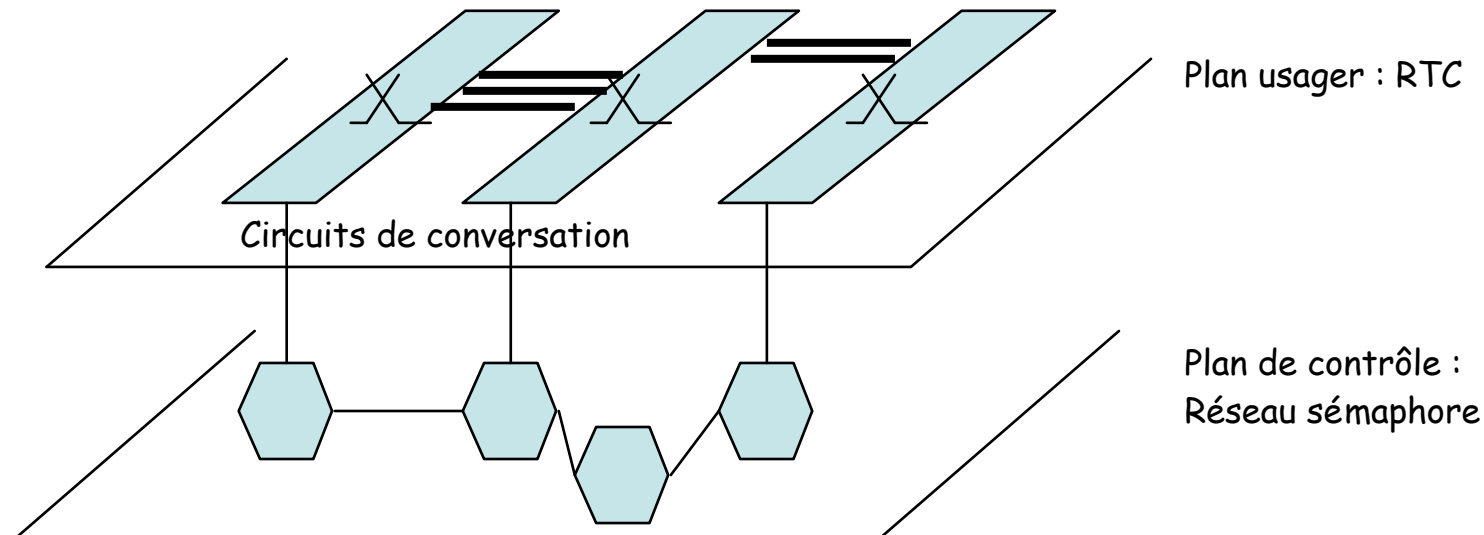 Plan usager : RTC
Circuits de conversation
Plan de contrôle :
Réseau sémaphore